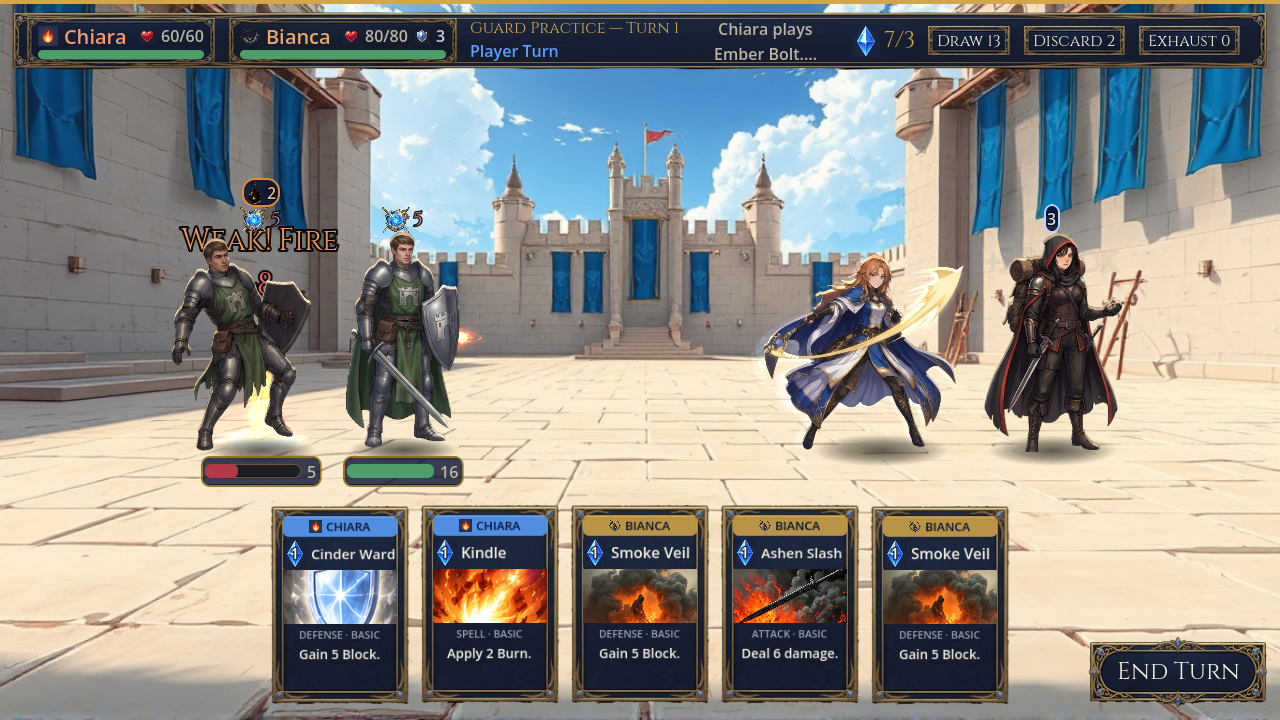 Chiara 60/60
Bianca 80/80 3
Guard Practice — Turn 1
Player Turn
Chiara plays
Ember Bolt....
7/3
DRAW 13
DISCARD 2
EXHAUST 0
2
5
Weak! Fire
8
5
3
5
16
CHIARA
1 Cinder Ward
DEFENSE · BASIC
Gain 5 Block.
CHIARA
1 Kindle
SPELL · BASIC
Apply 2 Burn.
BIANCA
1 Smoke Veil
DEFENSE · BASIC
Gain 5 Block.
BIANCA
1 Ashen Slash
ATTACK · BASIC
Deal 6 damage.
BIANCA
1 Smoke Veil
DEFENSE · BASIC
Gain 5 Block.
End Turn